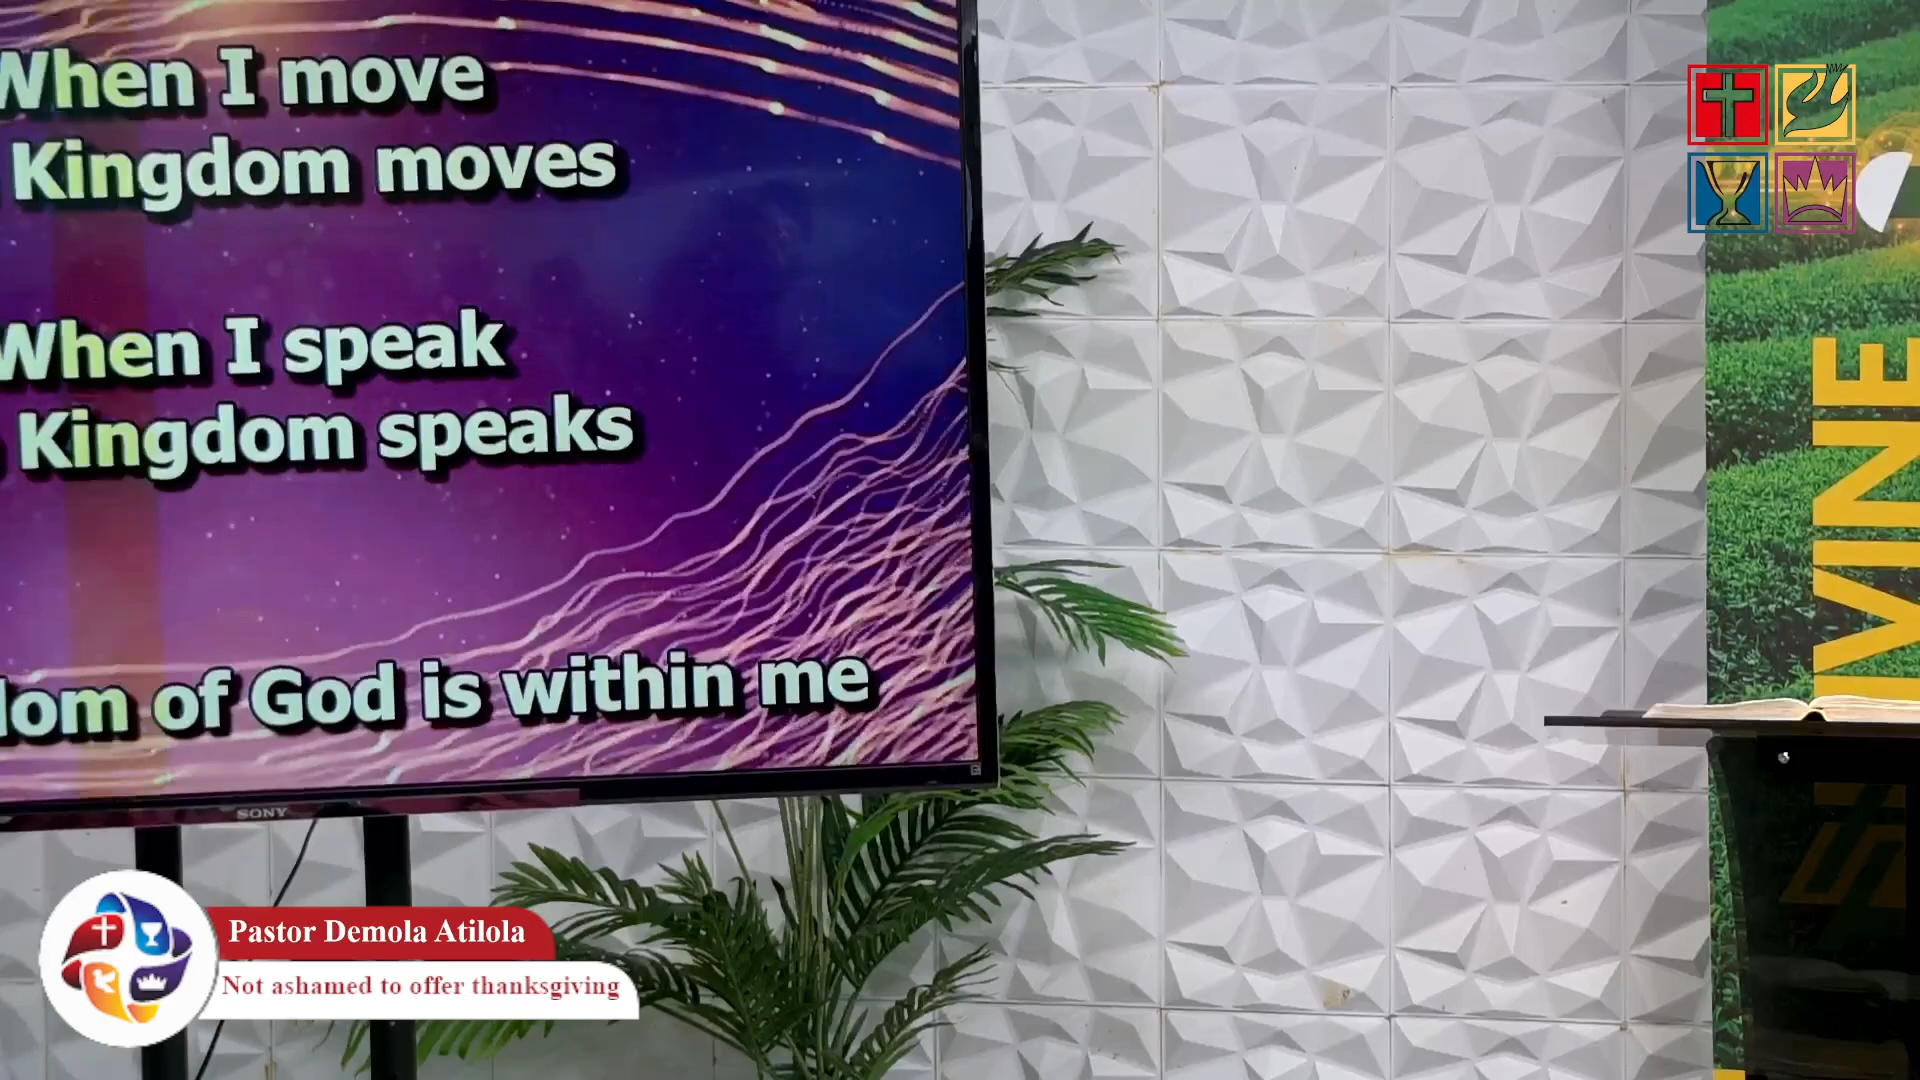 When I move
Kingdom moves
When I speak
Kingdom speaks
of God is within me
SONY
VINE
Pastor Demola Atilola
Not ashamed to offer thanksgiving